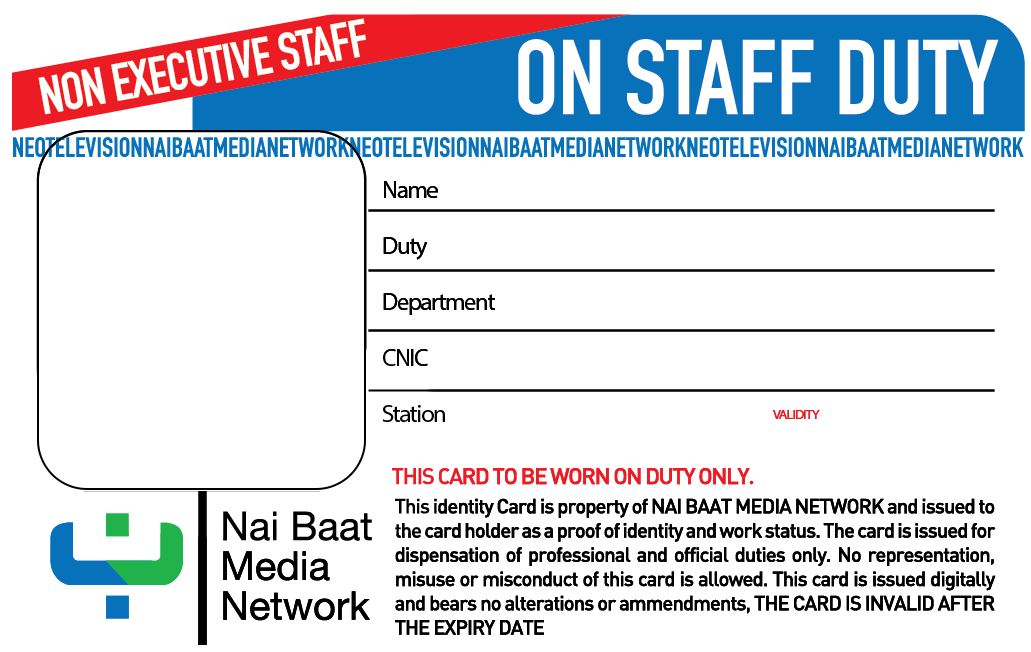 NON EXECUTIVE STAFF
ON STAFF DUTY
NEOTELEVISIONNAIBAATMEDIANETWORKNEOTELEVISIONNAIBAATMEDIANETWORKNEOTELEVISIONNAIBAATMEDIANETWORK
Name
Duty
Department
CNIC
Station VALIDITY
THIS CARD TO BE WORN ON DUTY ONLY.
This identity Card is property of NAI BAAT MEDIA NETWORK and issued to
the card holder as a proof of identity and work status. The card is issued for
dispensation of professional and official duties only. No representation,
misuse or misconduct of this card is allowed. This card is issued digitally
and bears no alterations or ammendments, THE CARD IS INVALID AFTER
THE EXPIRY DATE
Nai Baat
Media
Network